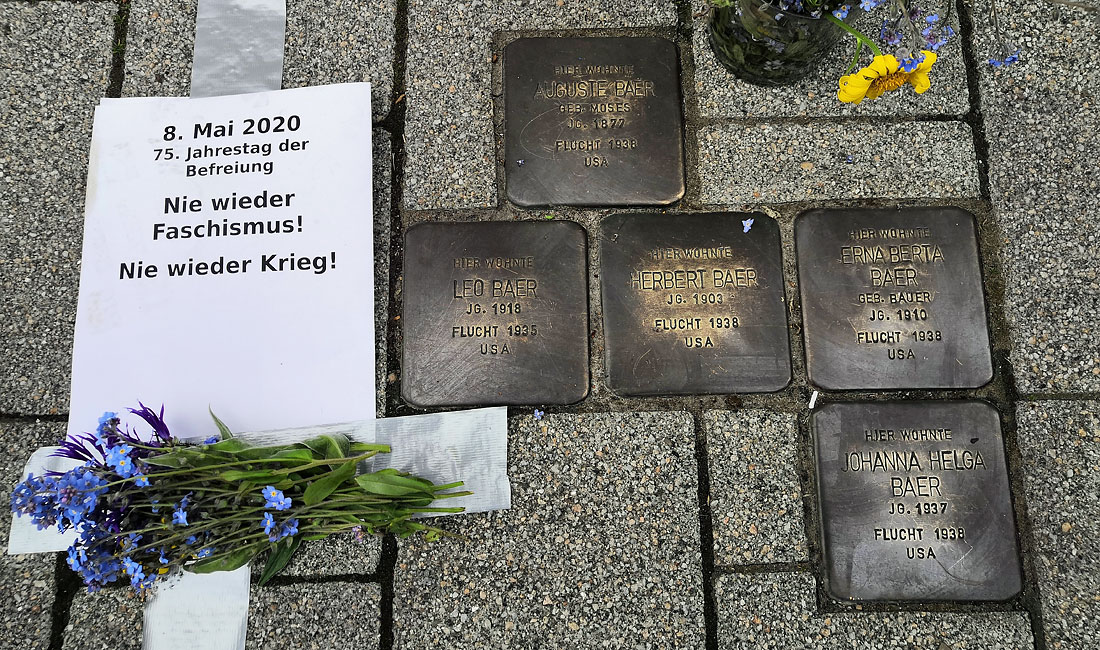 8. Mai 2020
75. Jahrestag der
Befreiung
Nie wieder
Faschismus!
Nie wieder Krieg!
HIER WOHNTE
AUGUSTE BAER
GEB. MOSES
JG. 1877
FLUCHT 1938
USA
HIER WOHNTE
LEO BAER
JG. 1918
FLUCHT 1935
USA
HIER WOHNTE
HERBERT BAER
JG. 1903
FLUCHT 1938
USA
HIER WOHNTE
ERNA BERTA
BAER
GEB. BAUER
JG. 1910
FLUCHT 1938
USA
HIER WOHNTE
JOHANNA HELGA
BAER
JG. 1937
FLUCHT 1938
USA